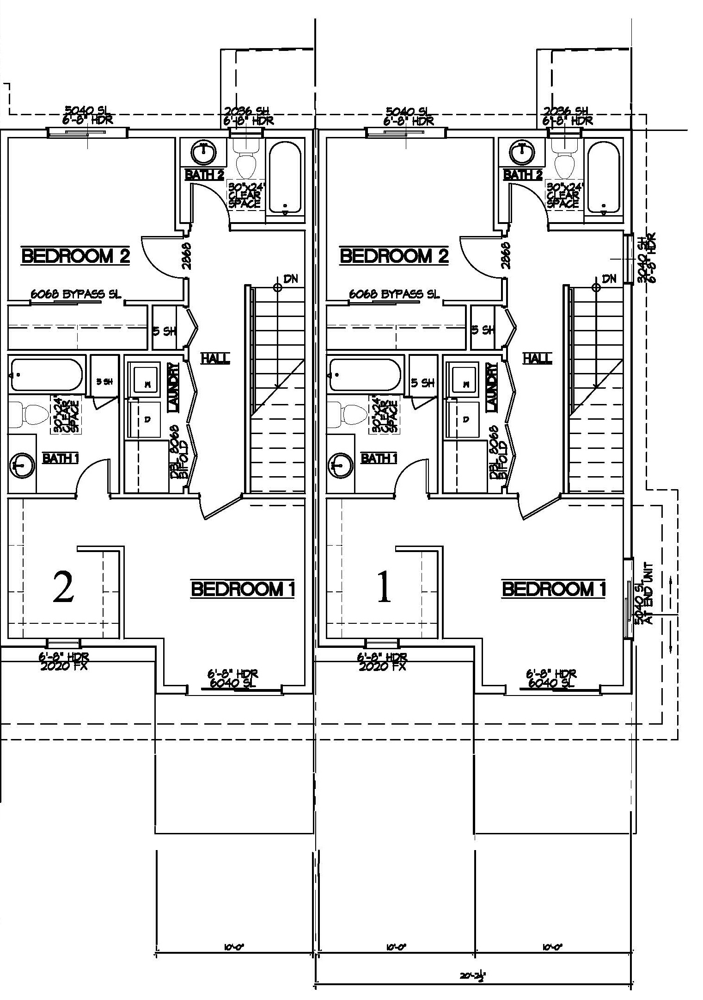 5040 SL
6'-8" HDR
2036 SH
6'-8" HDR
5040 SL
6'-8" HDR
2036 SH
6'-8" HDR
BATH 2
30"x24"
CLEAR
SPACE
BATH 2
30"x24"
CLEAR
SPACE
BEDROOM 2
2868
BEDROOM 2
2868
3040 SH
6'-8" HDR
DN
DN
6068 BYPASS SL
6068 BYPASS SL
5 SH
5 SH
HALL
HALL
5 SH
W
LAUNDRY
5 SH
W
LAUNDRY
30"x24"
CLEAR
SPACE
D
30"x24"
CLEAR
SPACE
D
BATH 1
DBL 8068
BIFOLD
BATH 1
DBL 8068
BIFOLD
2
BEDROOM 1
1
BEDROOM 1
5040 SL
AT END UNIT
6'-8" HDR
2020 FX
6'-8" HDR
6040 SL
6'-8" HDR
2020 FX
6'-8" HDR
6040 SL
10'-0"
10'-0"
10'-0"
20'-2½"